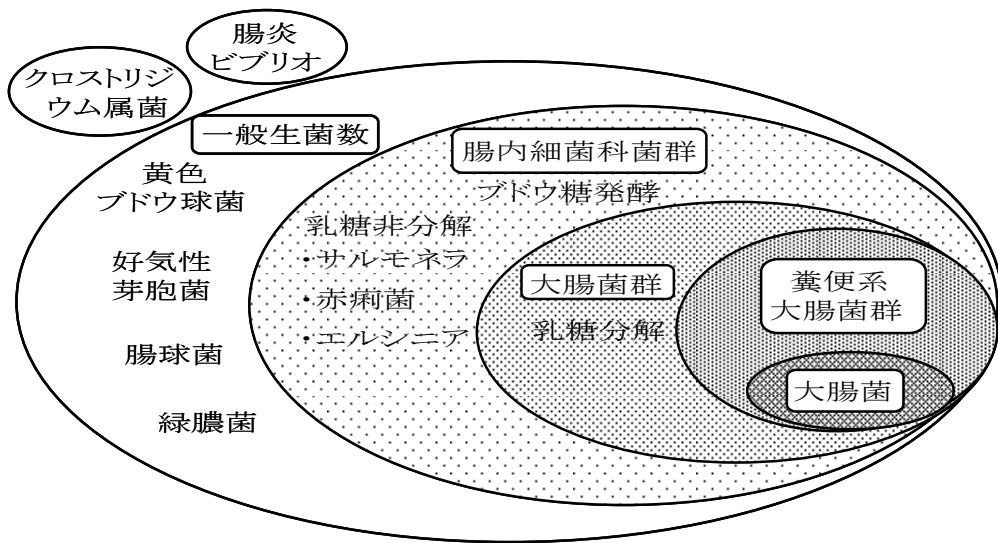 腸炎
ビブリオ
クロストリジ
ウム属菌
一般生菌数
黄色
ブドウ球菌
好気性
芽胞菌
腸球菌
緑膿菌
腸内細菌科菌群
ブドウ糖発酵
乳糖非分解
・サルモネラ
・赤痢菌
・エルシニア
大腸菌群
乳糖分解
糞便系
大腸菌群
大腸菌